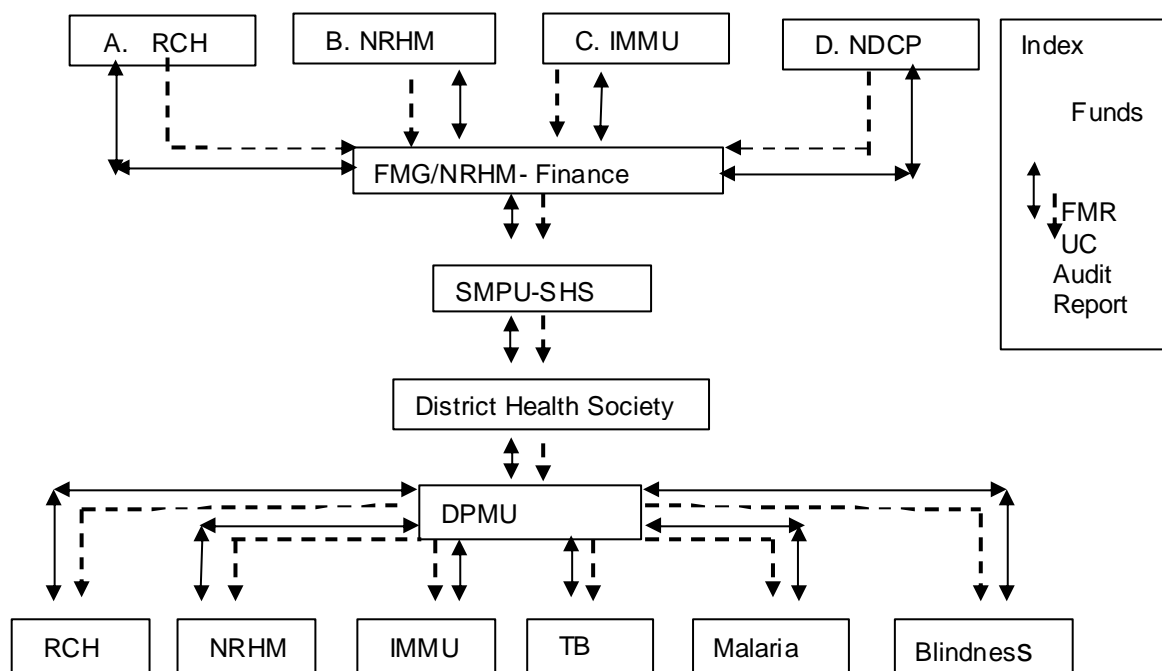 A. RCH
B. NRHM
C. IMMU
D. NDCP
Index
Funds
FMR
UC
Audit
Report
FMG/NRHM- Finance
SMPU-SHS
District Health Society
DPMU
RCH
NRHM
IMMU
TB
Malaria
Blindness